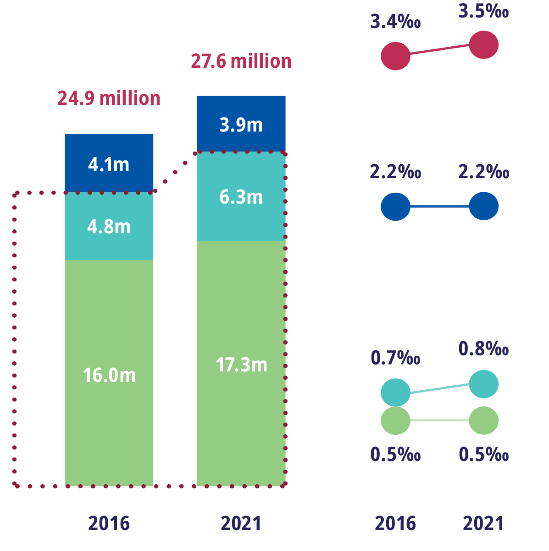 3.5‰
3.4‰
27.6 million
24.9 million
3.9m
4.1m
2.2‰ 2.2‰
6.3m
4.8m
0.8‰
0.7‰
17.3m
16.0m
0.5‰ 0.5‰
2016 2021 2016 2021